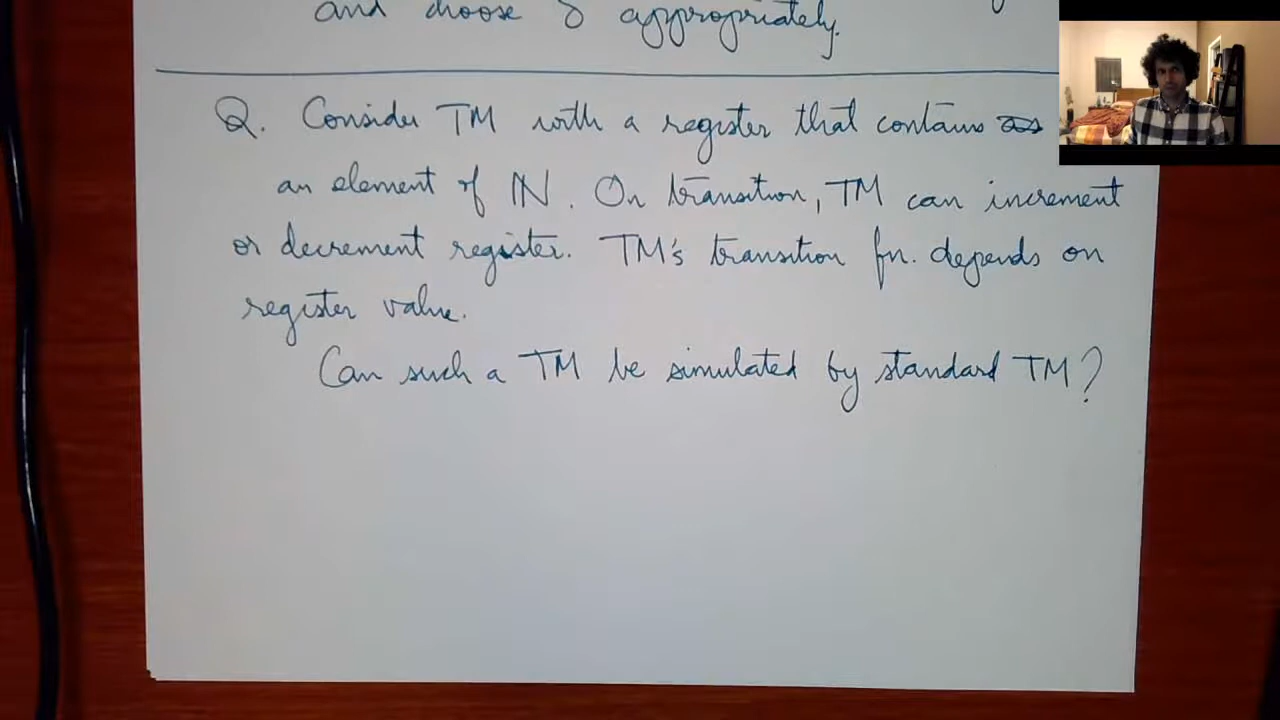 and choose δ appropriately.
Q. Consider TM with a register that contains
an element of ℕ. On transition, TM can increment
or decrement register. TM's transition fn. depends on
register value.
Can such a TM be simulated by standard TM?